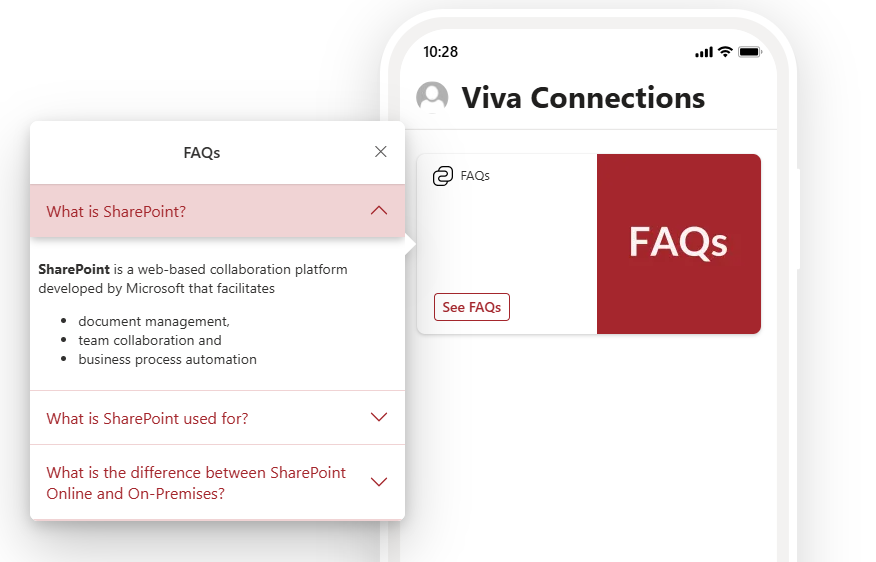 10:28
Viva Connections
FAQs
FAQs
See FAQs
FAQs
What is SharePoint?
SharePoint is a web-based collaboration platform
developed by Microsoft that facilitates
document management,
team collaboration and
business process automation
What is SharePoint used for?
What is the difference between SharePoint
Online and On-Premises?